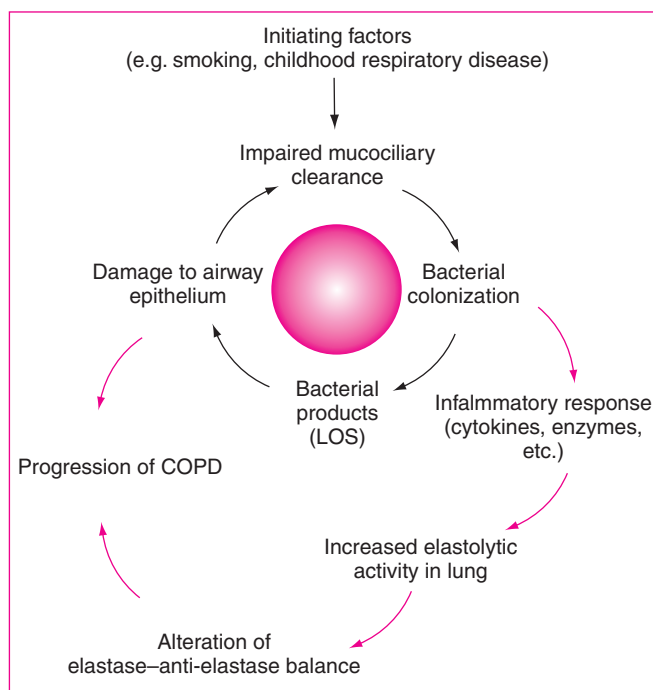 Initiating factors
(e.g. smoking, childhood respiratory disease)
Impaired mucociliary
clearance
Damage to airway
epithelium
Bacterial
colonization
Bacterial
products
(LOS)
Infalmmatory response
(cytokines, enzymes,
etc.)
Progression of COPD
Increased elastolytic
activity in lung
Alteration of
elastase–anti-elastase balance